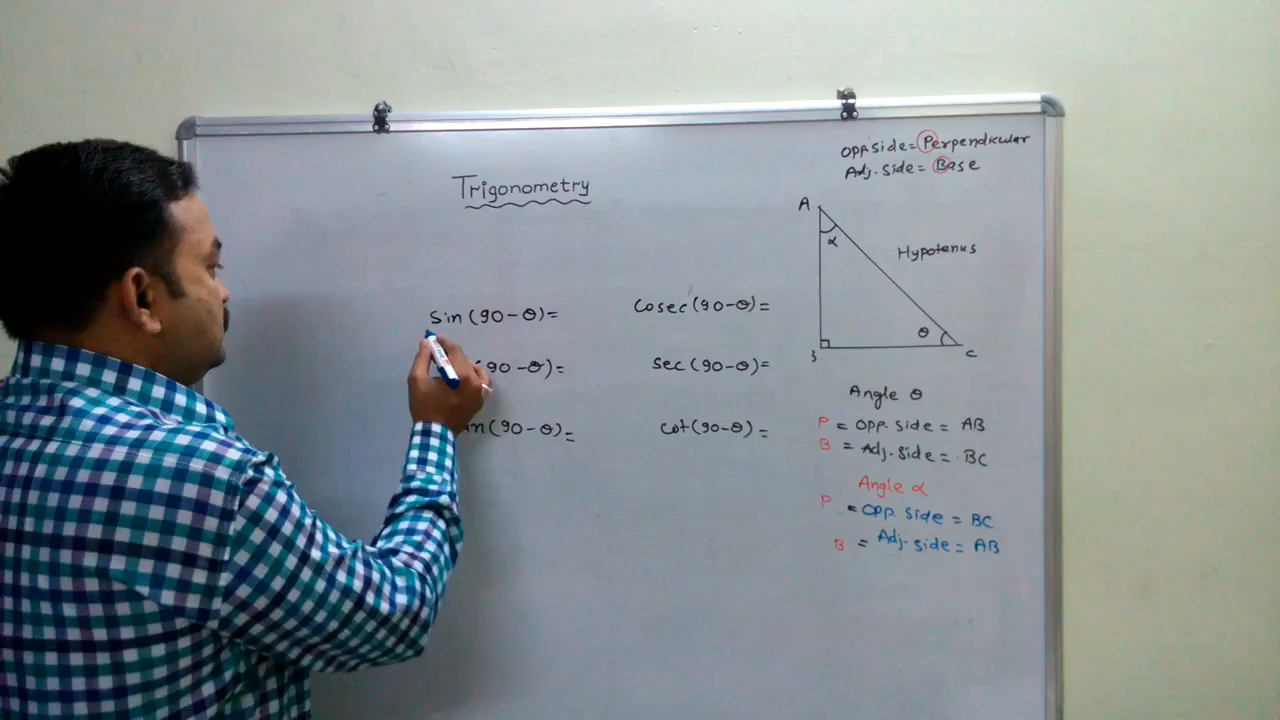 Trigonometry
Sin (90-θ)=
(90-θ)=
n(90-θ)=
Cosec(90-θ)=
Sec (90-θ)=
Cot(90-θ)=
OPP.Side=Perpendicular
Adj. Side= Base
A
α
Hypotenus
θ
B
C
Angle θ
P = OPP. Side = AB
B = Adj. Side = BC
Angle α
P = OPP. Side = BC
B = Adj. Side = AB